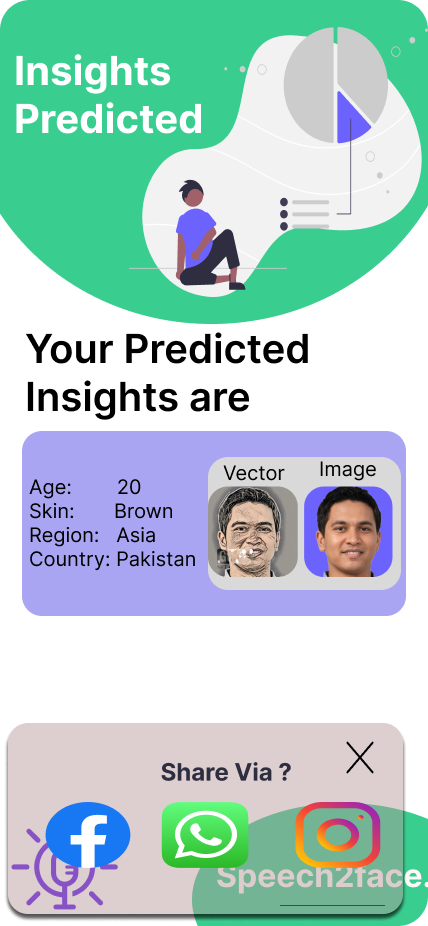 Insights
Predicted
Your Predicted
Insights are
Age: 20
Skin: Brown
Region: Asia
Country: Pakistan
Vector
Image
Share Via ?
Speech2face.